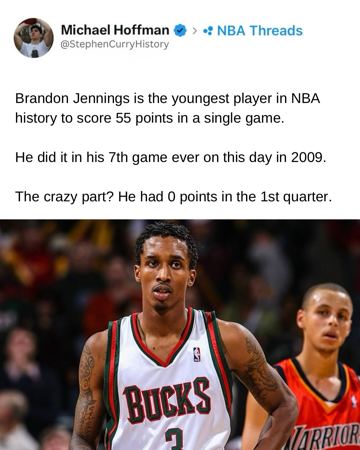 Michael Hoffman > NBA Threads
@StephenCurryHistory
Brandon Jennings is the youngest player in NBA
history to score 55 points in a single game.
He did it in his 7th game ever on this day in 2009.
The crazy part? He had 0 points in the 1st quarter.
BUCKS
3
WARRIORS